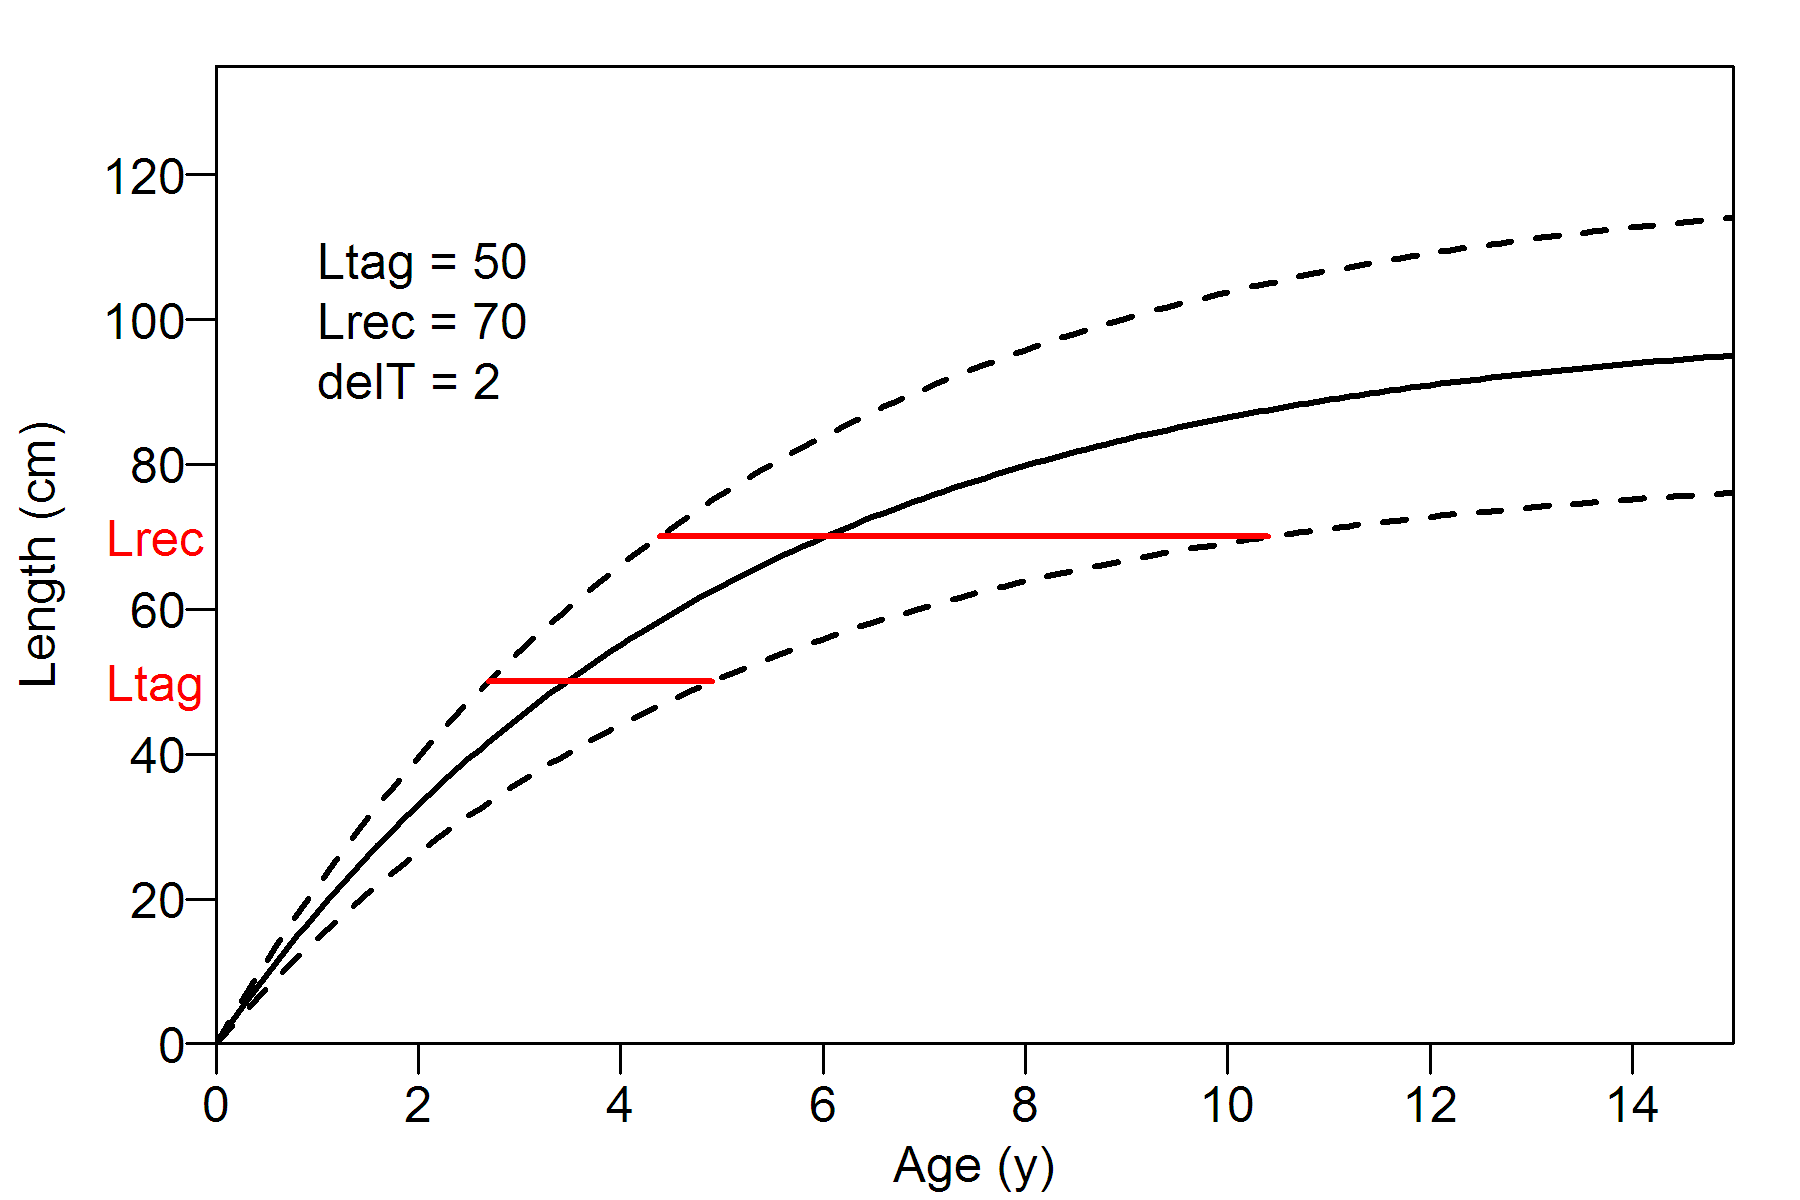 Ltag = 50
Lrec = 70
delT = 2
120
100
80
60
40
20
0
Lrec
Ltag
Length (cm)
0 2 4 6 8 10 12 14
Age (y)